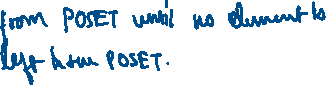 from POSET until no element is
left from POSET.